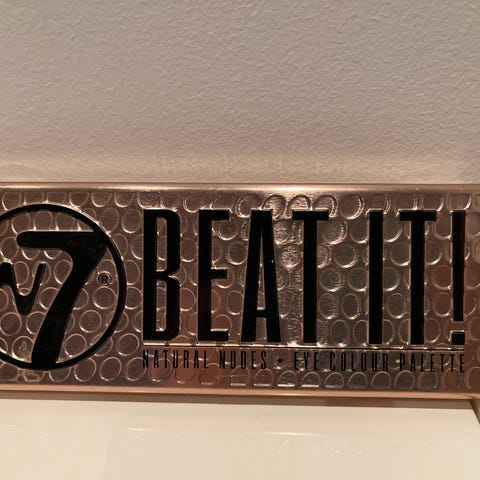 W7®
BEAT IT!
NATURAL NUDES • EYE COLOUR PALETTE